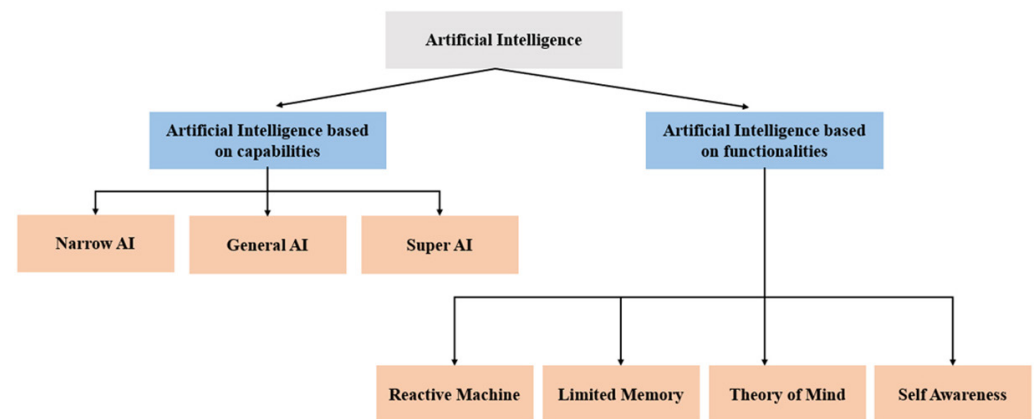 Artificial Intelligence
Artificial Intelligence based
on capabilities
Artificial Intelligence based
on functionalities
Narrow AI
General AI
Super AI
Reactive Machine
Limited Memory
Theory of Mind
Self Awareness